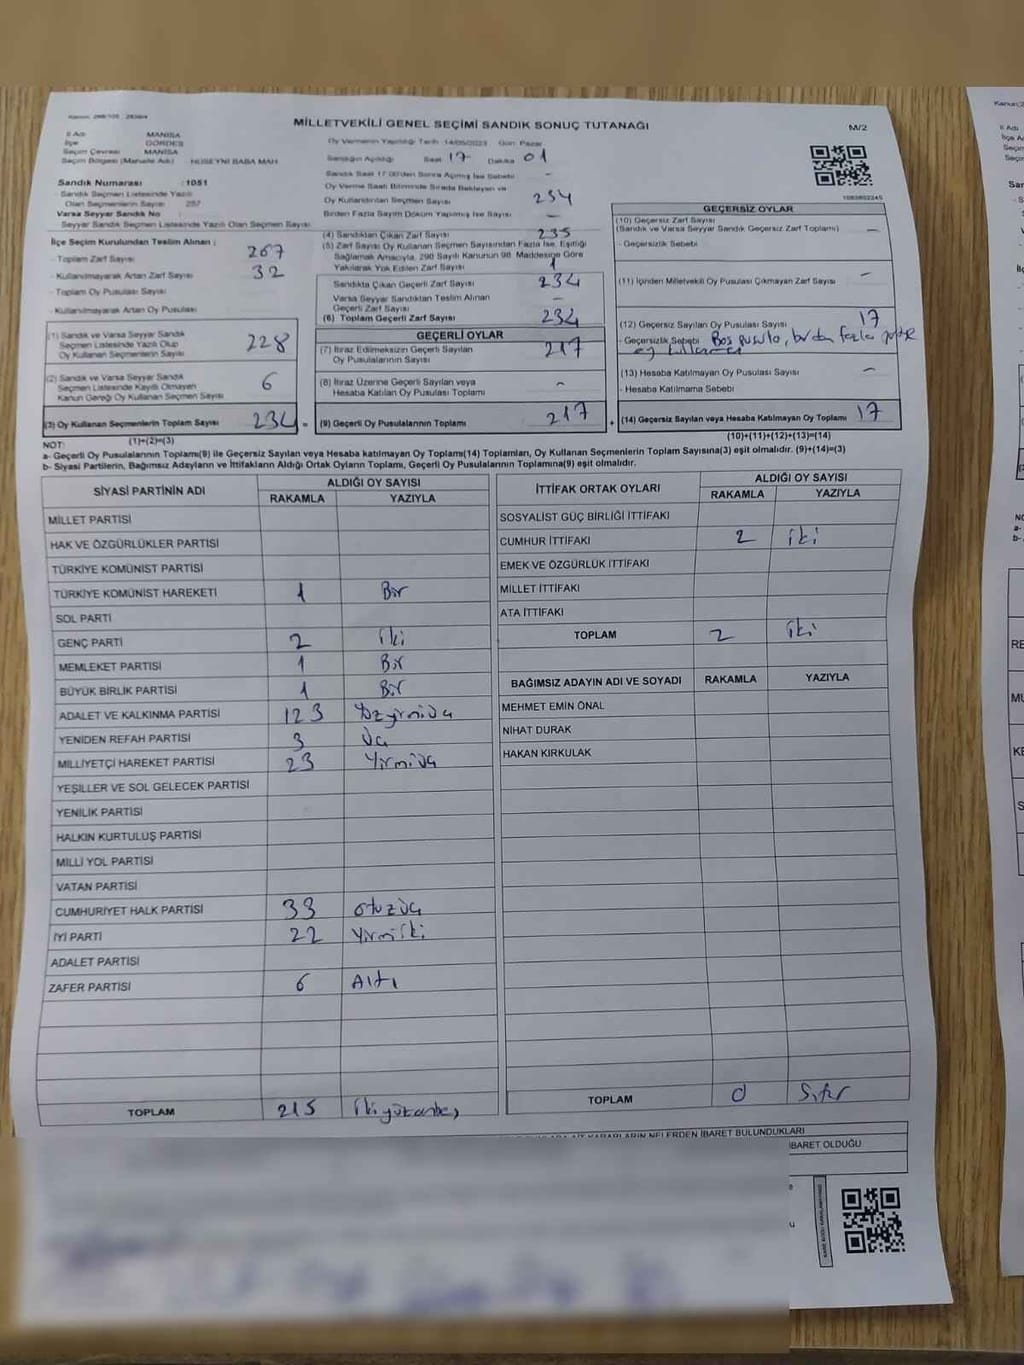 Kanun: 298/105 , 2839/4
MİLLETVEKİLİ GENEL SEÇİMİ SANDIK SONUÇ TUTANAĞI
M/2
İl Adı : MANİSA
İlçe : GÖRDES
Seçim Çevresi : MANİSA
Seçim Bölgesi (Mahalle Adı) : HÜSEYNİ BABA MAH
Sandık Numarası : 1051
Sandık Seçmen Listesinde Yazılı
Olan Seçmenlerin Sayısı : 257
Varsa Seyyar Sandık No
Seyyar Sandık Seçmen Listesinde Yazılı Olan Seçmen Sayısı
İlçe Seçim Kurulundan Teslim Alınan ;
- Toplam Zarf Sayısı 267
- Kullanılmayarak Artan Zarf Sayısı 32
- Toplam Oy Pusulası Sayısı
- Kullanılmayarak Artan Oy Pusulası
(1) Sandık ve Varsa Seyyar Sandık
Seçmen Listesinde Yazılı Olup
Oy Kullanan Seçmenlerin Sayısı 228
(2) Sandık ve Varsa Seyyar Sandık
Seçmen Listesinde Kayıtlı Olmayan
Kanun Gereği Oy Kullanan Seçmen Sayısı 6
(3) Oy Kullanan Seçmenlerin Toplam Sayısı 234
Oy Vermenin Yapıldığı Tarih 14/05/2023 Gün Pazar
Sandığın Açıldığı Saat 17 Dakika 01
Sandık Saat 17:00'den Sonra Açılmış İse Sebebi –
Oy Verme Saati Bitiminde Sırada Bekleyen ve
Oy Kullandırılan Seçmenlerin Sayısı 234
Birden Fazla Sayım Döküm Yapılmış İse Sayısı –
(4) Sandıktan Çıkan Zarf Sayısı 235
(5) Zarf Sayısı Oy Kullanan Seçmen Sayısından Fazla İse, Eşitliği
Sağlamak Amacıyla, 298 Sayılı Kanunun 98. Maddesine Göre
Yakılarak Yok Edilen Zarf Sayısı 1
Sandıkta Çıkan Geçerli Zarf Sayısı 234
Varsa Seyyar Sandıktan Teslim Alınan
Geçerli Zarf Sayısı –
(6) Toplam Geçerli Zarf Sayısı 234
GEÇERLİ OYLAR
(7) İtiraz Edilmeksizin Geçerli Sayılan
Oy Pusulalarının Sayısı 217
(8) İtiraz Üzerine Geçerli Sayılan veya
Hesaba Katılan Oy Pusulası Toplamı –
(9) Geçerli Oy Pusulalarının Toplamı 217
1083802245
GEÇERSİZ OYLAR
(10) Geçersiz Zarf Sayısı
(Sandık ve Varsa Seyyar Sandık Geçersiz Zarf Toplamı) –
- Geçersizlik Sebebi
(11) İçinden Milletvekili Oy Pusulası Çıkmayan Zarf Sayısı –
(12) Geçersiz Sayılan Oy Pusulası Sayısı 17
- Geçersizlik Sebebi Boş pusula, birden fazla
(13) Hesaba Katılmayan Oy Pusulası Sayısı –
- Hesaba Katılmama Sebebi
(14) Geçersiz Sayılan veya Hesaba Katılmayan Oy Toplamı 17
NOT: (1)+(2)=(3)
(10)+(11)+(12)+(13)=(14)
a- Geçerli Oy Pusulalarının Toplamı(9) ile Geçersiz Sayılan veya Hesaba katılmayan Oy Toplamı(14) Toplamları, Oy Kullanan Seçmenlerin Toplam Sayısına(3) eşit olmalıdır. (9)+(14)=(3)
b- Siyasi Partilerin, Bağımsız Adayların ve İttifakların Aldığı Ortak Oyların Toplamı, Geçerli Oy Pusulalarının Toplamına(9) eşit olmalıdır.
SİYASİ PARTİNİN ADI
ALDIĞI OY SAYISI
RAKAMLA YAZIYLA
MİLLET PARTİSİ
HAK VE ÖZGÜRLÜKLER PARTİSİ
TÜRKİYE KOMÜNİST PARTİSİ
TÜRKİYE KOMÜNİST HAREKETİ 1 Bir
SOL PARTİ
GENÇ PARTİ 2 İki
MEMLEKET PARTİSİ 1 Bir
BÜYÜK BİRLİK PARTİSİ 1 Bir
ADALET VE KALKINMA PARTİSİ 123 Yüzyirmiüç
YENİDEN REFAH PARTİSİ 3 Üç
MİLLİYETÇİ HAREKET PARTİSİ 23 Yirmiüç
YEŞİLLER VE SOL GELECEK PARTİSİ
YENİLİK PARTİSİ
HALKIN KURTULUŞ PARTİSİ
MİLLİ YOL PARTİSİ
VATAN PARTİSİ
CUMHURİYET HALK PARTİSİ 33 otuzüç
İYİ PARTİ 22 Yirmiiki
ADALET PARTİSİ
ZAFER PARTİSİ 6 Altı
TOPLAM 215 İkiyüzonbeş
İTTİFAK ORTAK OYLARI
ALDIĞI OY SAYISI
RAKAMLA YAZIYLA
SOSYALİST GÜÇ BİRLİĞİ İTTİFAKI
CUMHUR İTTİFAKI 2 iki
EMEK VE ÖZGÜRLÜK İTTİFAKI
MİLLET İTTİFAKI
ATA İTTİFAKI
TOPLAM 2 iki
BAĞIMSIZ ADAYIN ADI VE SOYADI RAKAMLA YAZIYLA
MEHMET EMİN ÖNAL
NİHAT DURAK
HAKAN KIRKULAK
TOPLAM 0 Sıfır
KARARLARIN NELERDEN İBARET BULUNDUKLARI
İBARET OLDUĞU